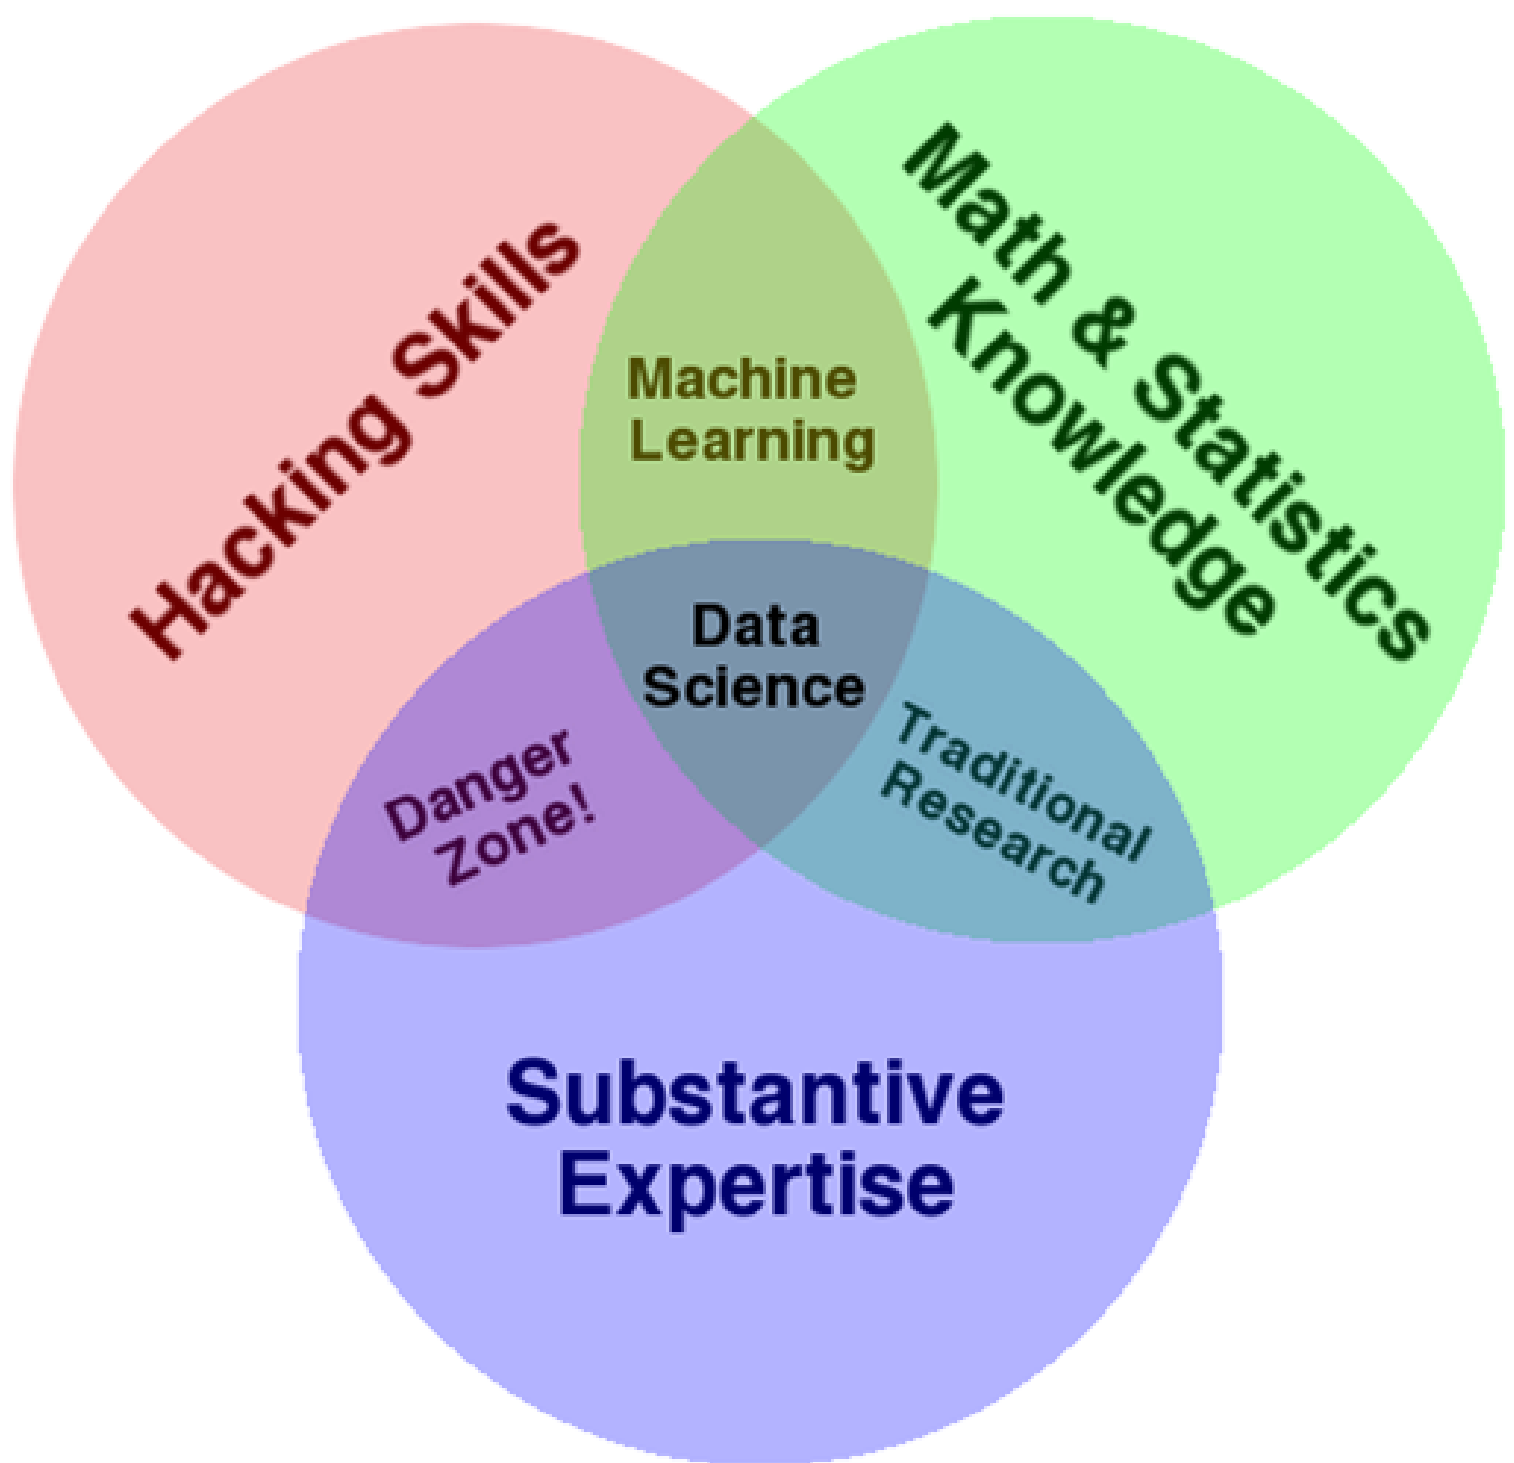 Hacking Skills
Math & Statistics
Knowledge
Machine
Learning
Data
Science
Danger
Zone!
Traditional
Research
Substantive
Expertise